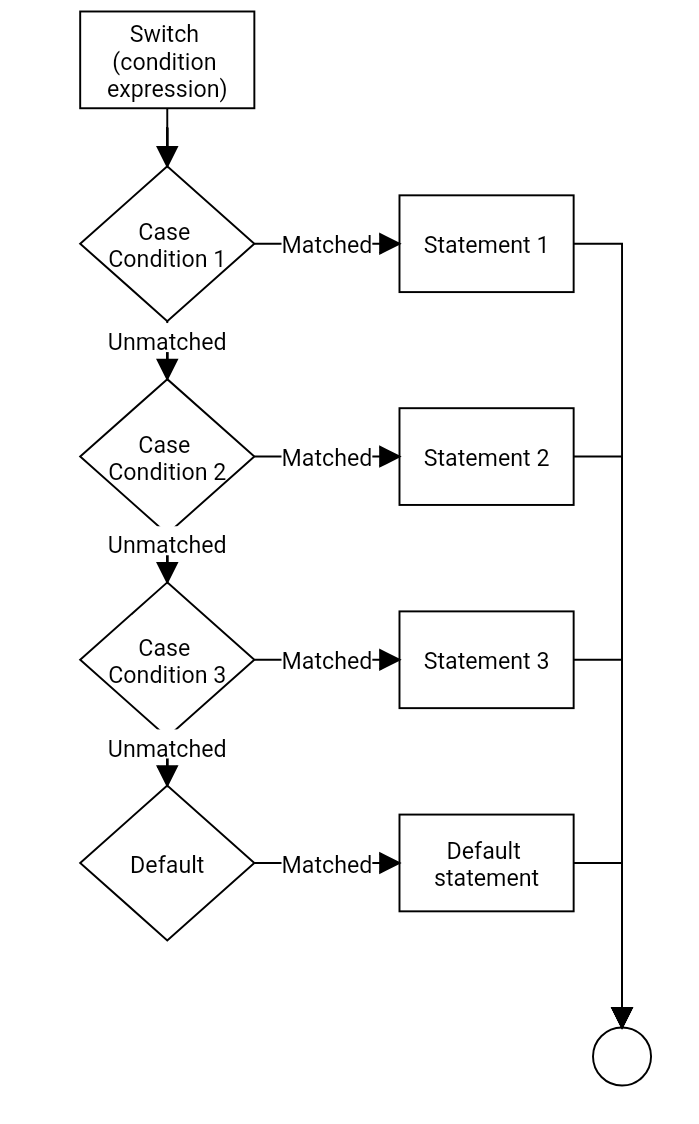 Switch
(condition
expression)
Case
Condition 1
Matched
Statement 1
Unmatched
Case
Condition 2
Matched
Statement 2
Unmatched
Case
Condition 3
Matched
Statement 3
Unmatched
Default
Matched
Default
statement